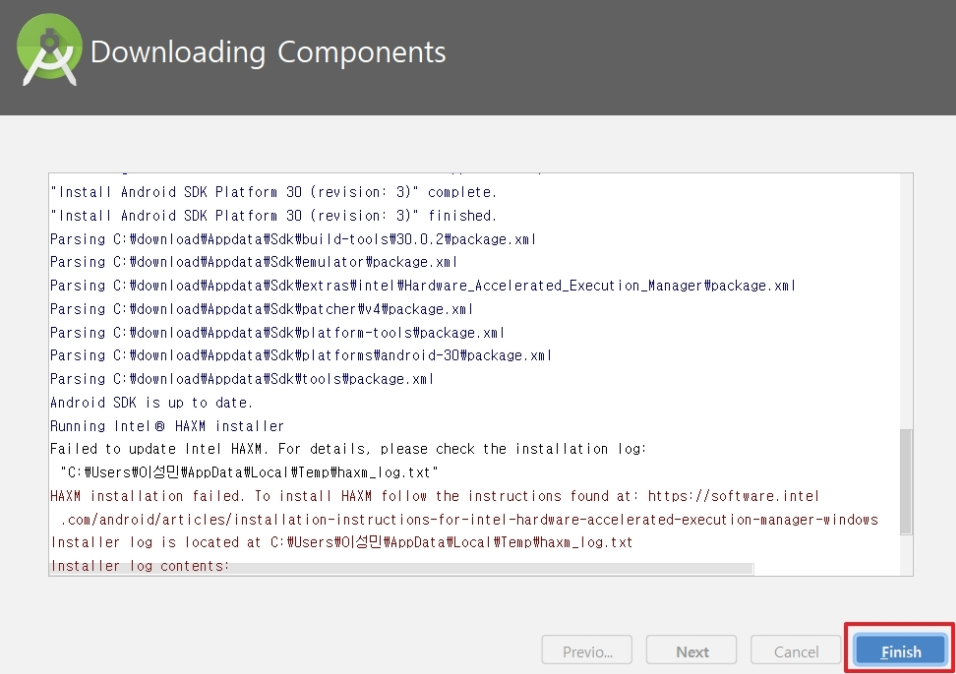 Downloading Components
"Install Android SDK Platform 30 (revision: 3)" complete.
"Install Android SDK Platform 30 (revision: 3)" finished.
Parsing C:₩download₩Appdata₩Sdk₩build-tools₩30.0.2₩package.xml
Parsing C:₩download₩Appdata₩Sdk₩emulator₩package.xml
Parsing C:₩download₩Appdata₩Sdk₩extras₩intel₩Hardware_Accelerated_Execution_Manager₩package.xml
Parsing C:₩download₩Appdata₩Sdk₩patcher₩v4₩package.xml
Parsing C:₩download₩Appdata₩Sdk₩platform-tools₩package.xml
Parsing C:₩download₩Appdata₩Sdk₩platforms₩android-30₩package.xml
Parsing C:₩download₩Appdata₩Sdk₩tools₩package.xml
Android SDK is up to date.
Running Intel® HAXM installer
Failed to update Intel HAXM. For details, please check the installation log:
"C:₩Users₩이성민₩AppData₩Local₩Temp₩haxm_log.txt"
HAXM installation failed. To install HAXM follow the instructions found at: https://software.intel
.com/android/articles/installation-instructions-for-intel-hardware-accelerated-execution-manager-windows
Installer log is located at C:₩Users₩이성민₩AppData₩Local₩Temp₩haxm_log.txt
Installer log contents:
Previo... Next Cancel Finish